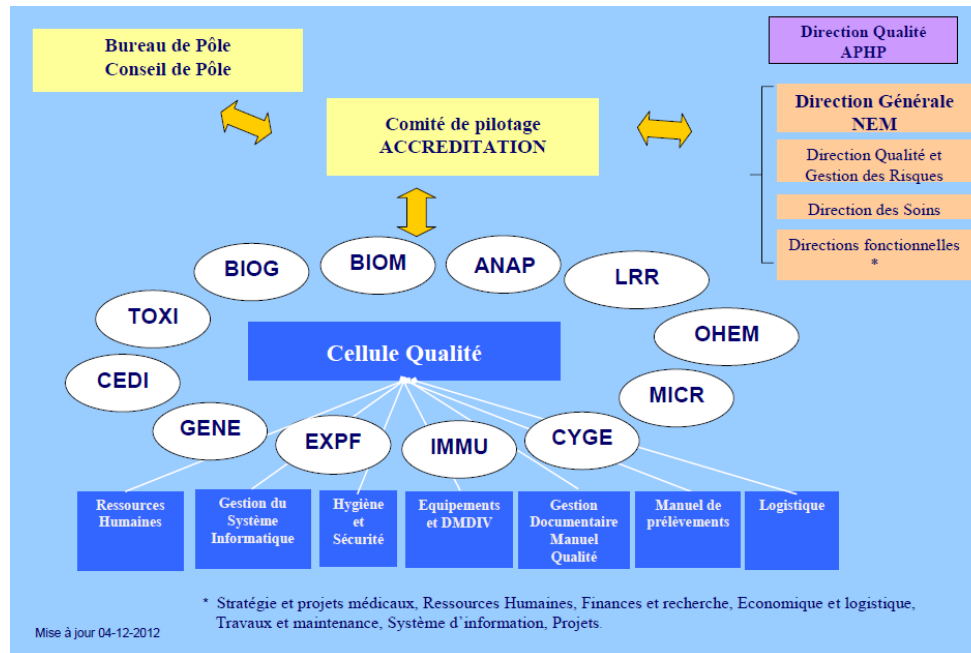 Bureau de Pôle
Conseil de Pôle
Direction Qualité
APHP
Comité de pilotage
ACCREDITATION
Direction Générale
NEM
Direction Qualité et
Gestion des Risques
Direction des Soins
Directions fonctionnelles
*
BIOG
BIOM
ANAP
LRR
TOXI
OHEM
Cellule Qualité
CEDI
MICR
GENE
EXPF
IMMU
CYGE
Ressources
Humaines
Gestion du
Système
Informatique
Hygiène
et
Sécurité
Equipements
et DMDIV
Gestion
Documentaire
Manuel
Qualité
Manuel de
prélèvements
Logistique
* Stratégie et projets médicaux, Ressources Humaines, Finances et recherche, Economique et logistique,
Travaux et maintenance, Système d'information, Projets.
Mise à jour 04-12-2012